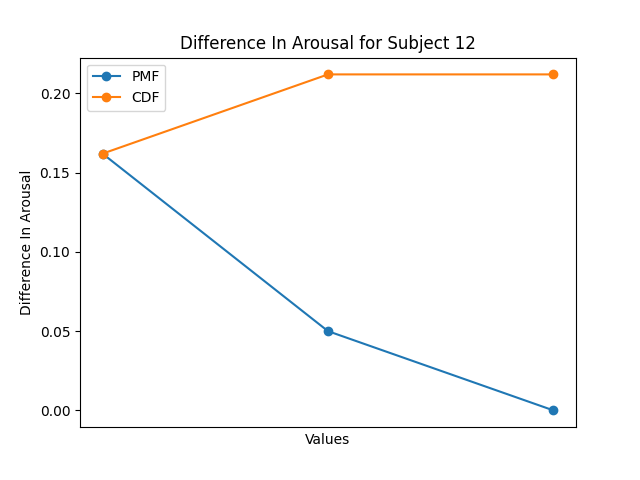 Difference In Arousal for Subject 12
PMF
CDF
0.20
0.15
0.10
0.05
0.00
Difference In Arousal
Values